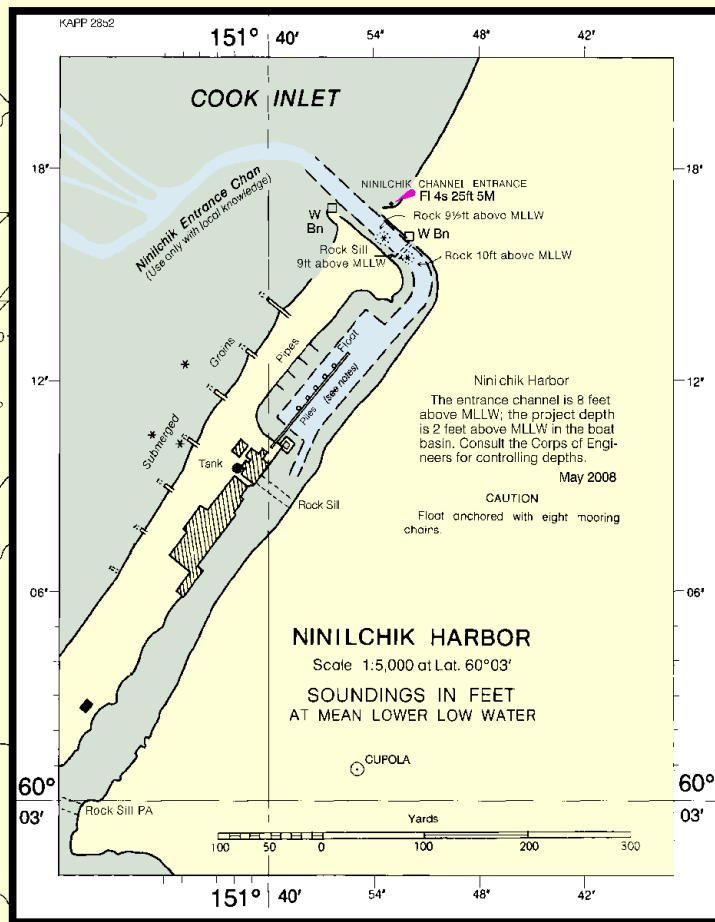 KAPP 2852
151° 40' 54" 48" 42"
COOK INLET
18' 18'
NINILCHIK CHANNEL ENTRANCE
Fl 4s 25ft 5M
Rock 9½ft above MLLW
W
Bn
W Bn
Ninilchik Entrance Chan
(Use only with local knowledge)
Rock Sill
9ft above MLLW
Rock 10ft above MLLW
Groins
Pipes
Float
Piles
(see notes)
12' 12'
Submerged
Tank
Rock Sill
Ninilchik Harbor
The entrance channel is 8 feet
above MLLW; the project depth
is 2 feet above MLLW in the boat
basin. Consult the Corps of Engi-
neers for controlling depths.
May 2008
CAUTION
Float anchored with eight mooring
chains.
06' 06'
NINILCHIK HARBOR
Scale 1:5,000 at Lat. 60°03'
SOUNDINGS IN FEET
AT MEAN LOWER LOW WATER
CUPOLA
60° 60°
03' 03'
Rock Sill PA
Yards
100 50 0 100 200 300
151° 40' 54" 48" 42"